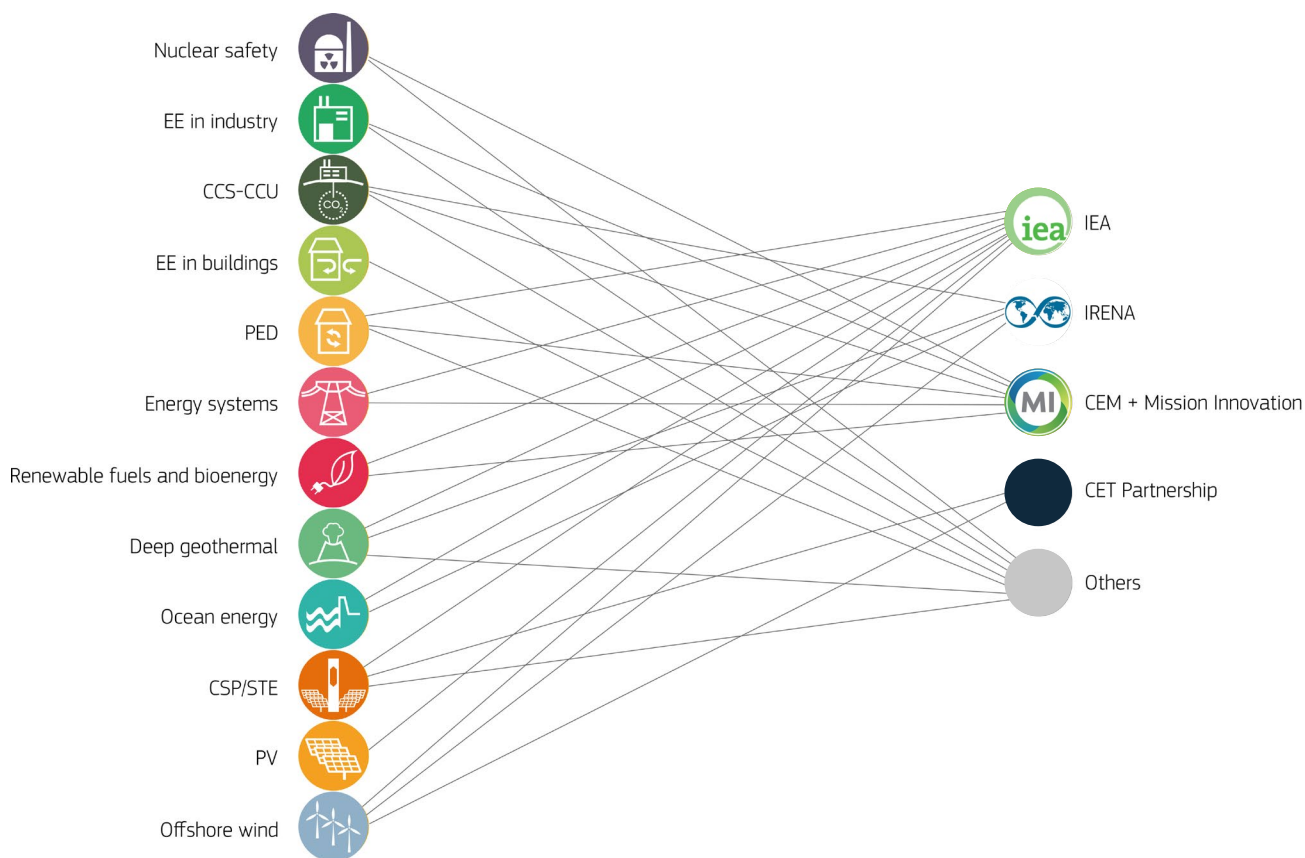 Nuclear safety
EE in industry
CCS-CCU
CO2
EE in buildings
PED
Energy systems
Renewable fuels and bioenergy
Deep geothermal
Ocean energy
CSP/STE
PV
Offshore wind
iea
IEA
IRENA
MI
CEM + Mission Innovation
CET Partnership
Others